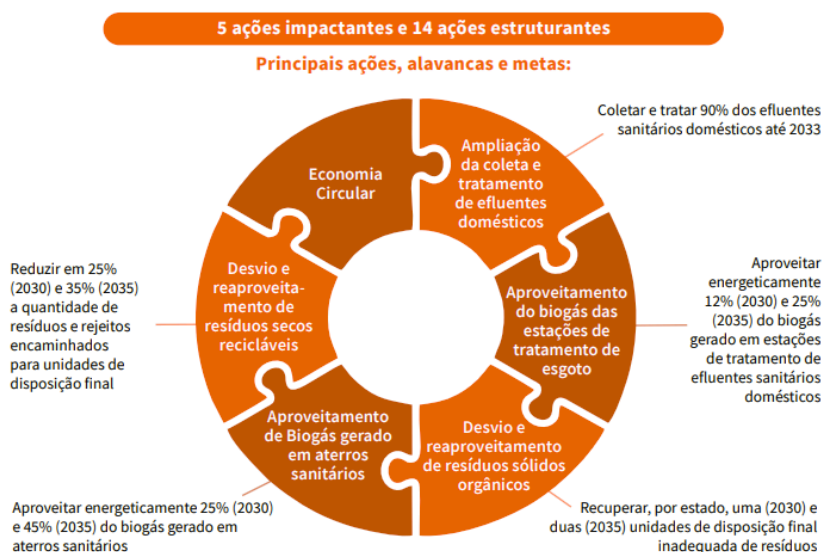 5 ações impactantes e 14 ações estruturantes
Principais ações, alavancas e metas:
Economia
Circular
Ampliação
da coleta e
tratamento
de efluentes
domésticos
Coletar e tratar 90% dos efluentes
sanitários domésticos até 2033
Aproveitamento
do biogás das
estações de
tratamento de
esgoto
Aproveitar
energeticamente
12% (2030) e 25%
(2035) do biogás
gerado em estações
de tratamento de
efluentes sanitários
domésticos
Desvio e
reaproveitamento
de resíduos sólidos
orgânicos
Recuperar, por estado, uma (2030) e
duas (2035) unidades de disposição final
inadequada de resíduos
Aproveitamento
de Biogás gerado
em aterros
sanitários
Aproveitar energeticamente 25% (2030)
e 45% (2035) do biogás gerado em
aterros sanitários
Desvio e
reaproveita-
mento de
resíduos secos
recicláveis
Reduzir em 25%
(2030) e 35% (2035)
a quantidade de
resíduos e rejeitos
encaminhados
para unidades de
disposição final